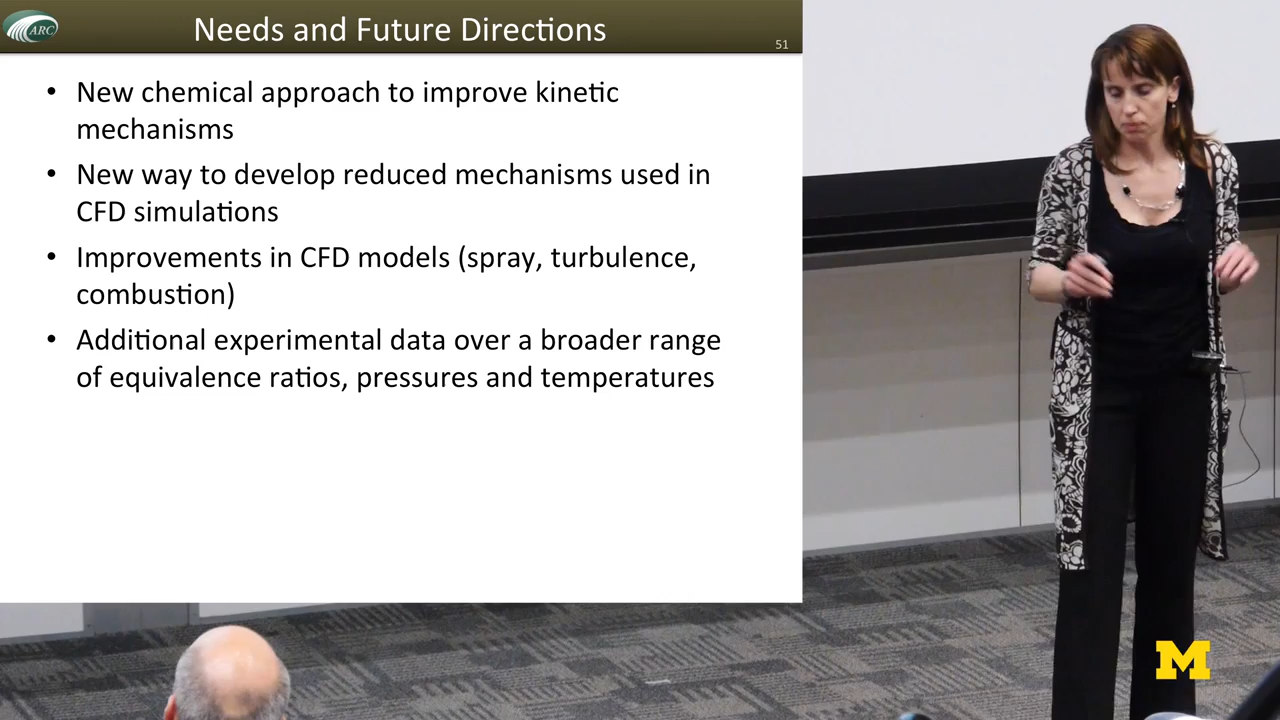 ARC
Needs and Future Directions
51
• New chemical approach to improve kinetic
mechanisms
• New way to develop reduced mechanisms used in
CFD simulations
• Improvements in CFD models (spray, turbulence,
combustion)
• Additional experimental data over a broader range
of equivalence ratios, pressures and temperatures
M